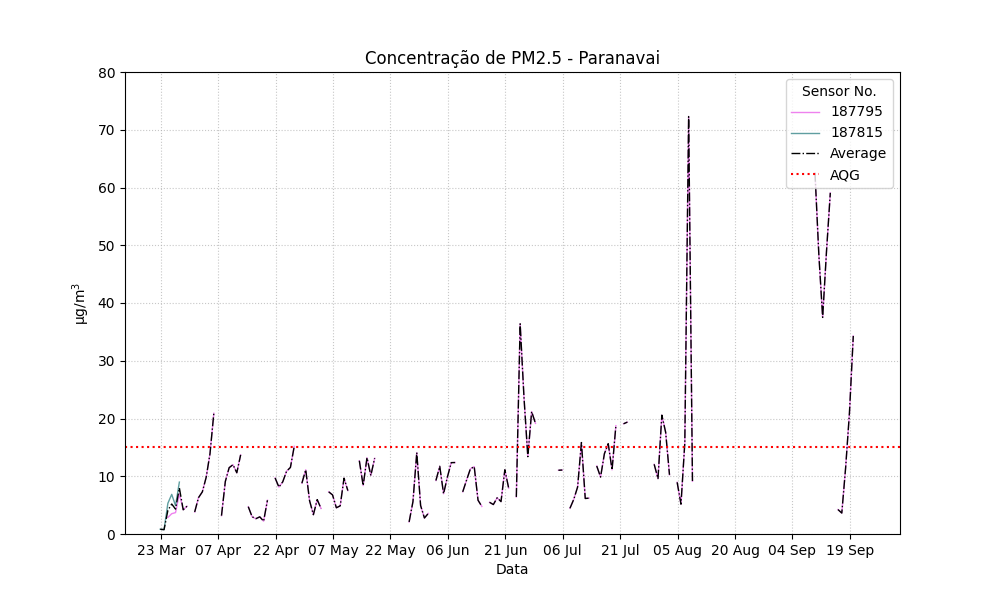 Concentração de PM2.5 - Paranavai
Sensor No.
187795
187815
Average
AQG
80
70
60
50
40
30
20
10
0
µg/m³
23 Mar 07 Apr 22 Apr 07 May 22 May 06 Jun 21 Jun 06 Jul 21 Jul 05 Aug 20 Aug 04 Sep 19 Sep
Data